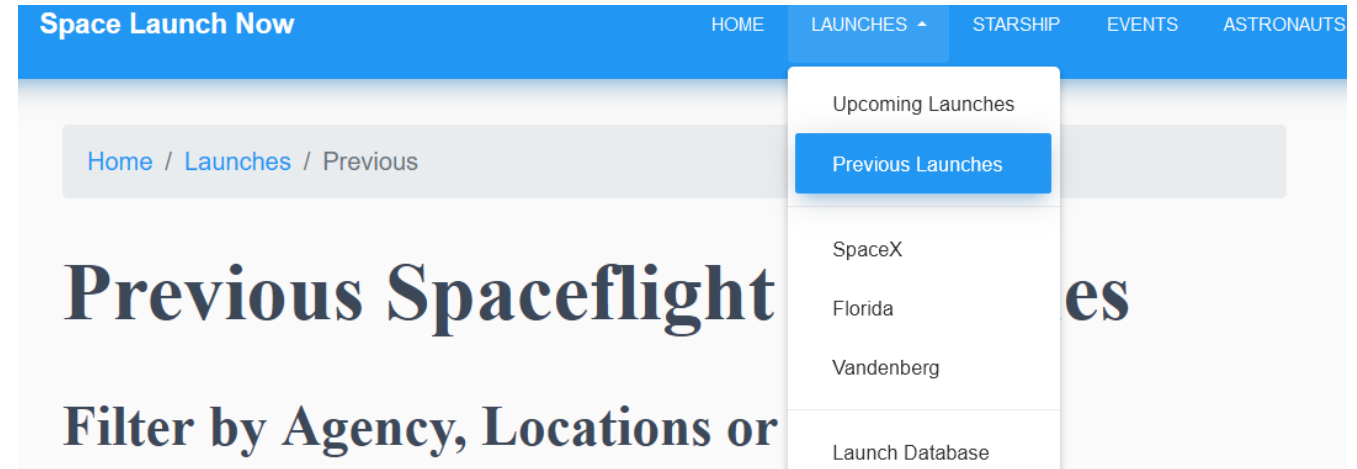 Space Launch Now
HOME
LAUNCHES
STARSHIP
EVENTS
ASTRONAUTS
Upcoming Launches
Previous Launches
SpaceX
Florida
Vandenberg
Launch Database
Home / Launches / Previous
Previous Spaceflight es
Filter by Agency, Locations or